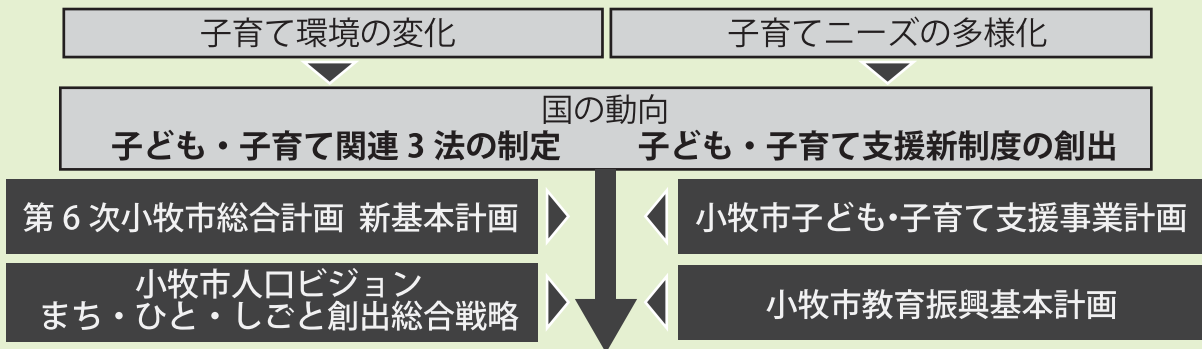 子育て環境の変化
子育てニーズの多様化
国の動向
子ども・子育て関連3法の制定
子ども・子育て支援新制度の創出
第6次小牧市総合計画 新基本計画
小牧市子ども・子育て支援事業計画
小牧市人口ビジョン
まち・ひと・しごと創出総合戦略
小牧市教育振興基本計画